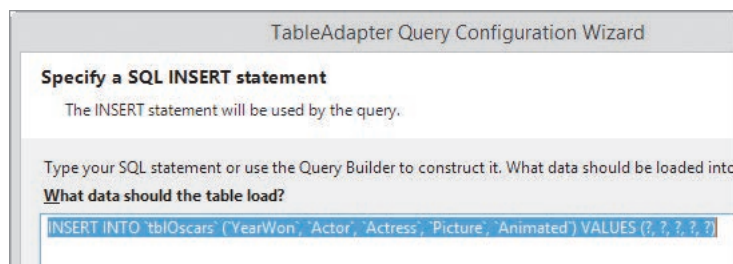 TableAdapter Query Configuration Wizard
Specify a SQL INSERT statement
The INSERT statement will be used by the query.
Type your SQL statement or use the Query Builder to construct it. What data should be loaded into
What data should the table load?
INSERT INTO `tblOscars` (`YearWon`, `Actor`, `Actress`, `Picture`, `Animated`) VALUES (?, ?, ?, ?, ?)